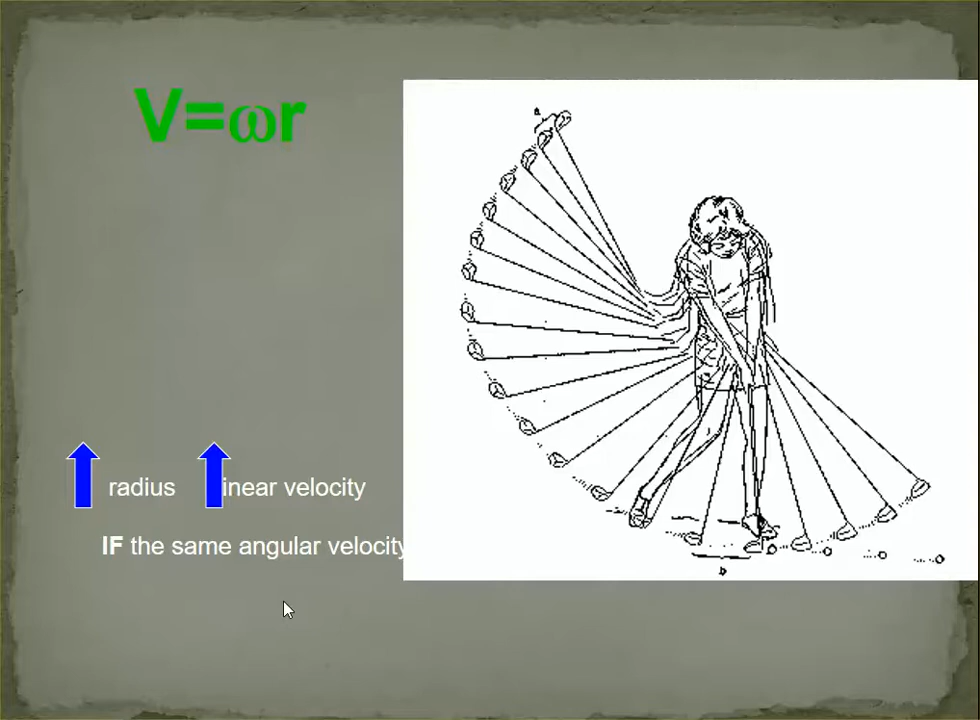 V=ωr
a
radius inear velocity
IF the same angular velocity
b